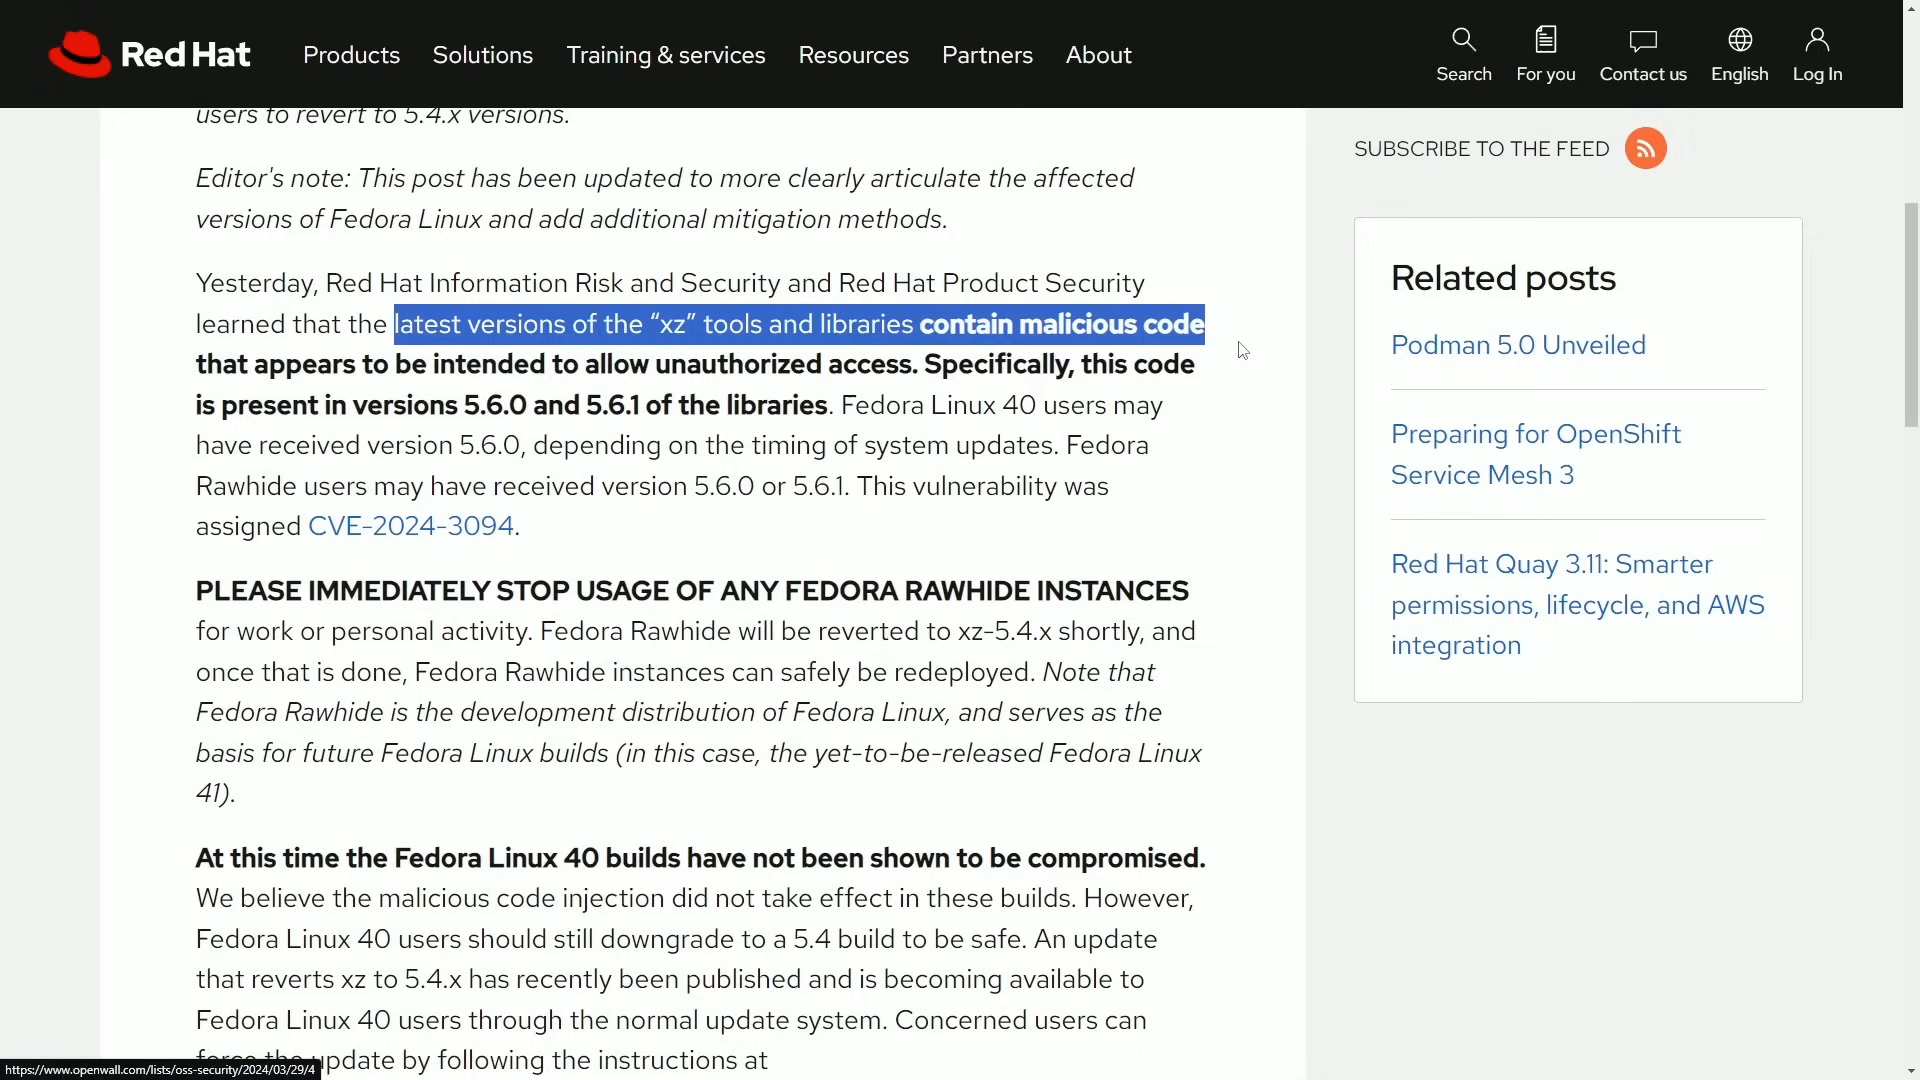 Red Hat
Products
Solutions
Training & services
Resources
Partners
About
Search
For you
Contact us
English
Log In
users to revert to 5.4.x versions.
Editor's note: This post has been updated to more clearly articulate the affected
versions of Fedora Linux and add additional mitigation methods.
Yesterday, Red Hat Information Risk and Security and Red Hat Product Security
learned that the latest versions of the “xz” tools and libraries contain malicious code
that appears to be intended to allow unauthorized access. Specifically, this code
is present in versions 5.6.0 and 5.6.1 of the libraries. Fedora Linux 40 users may
have received version 5.6.0, depending on the timing of system updates. Fedora
Rawhide users may have received version 5.6.0 or 5.6.1. This vulnerability was
assigned CVE-2024-3094.
PLEASE IMMEDIATELY STOP USAGE OF ANY FEDORA RAWHIDE INSTANCES
for work or personal activity. Fedora Rawhide will be reverted to xz-5.4.x shortly, and
once that is done, Fedora Rawhide instances can safely be redeployed. Note that
Fedora Rawhide is the development distribution of Fedora Linux, and serves as the
basis for future Fedora Linux builds (in this case, the yet-to-be-released Fedora Linux
41).
At this time the Fedora Linux 40 builds have not been shown to be compromised.
We believe the malicious code injection did not take effect in these builds. However,
Fedora Linux 40 users should still downgrade to a 5.4 build to be safe. An update
that reverts xz to 5.4.x has recently been published and is becoming available to
Fedora Linux 40 users through the normal update system. Concerned users can
force the update by following the instructions at
SUBSCRIBE TO THE FEED
Related posts
Podman 5.0 Unveiled
Preparing for OpenShift
Service Mesh 3
Red Hat Quay 3.11: Smarter
permissions, lifecycle, and AWS
integration
https://www.openwall.com/lists/oss-security/2024/03/29/4